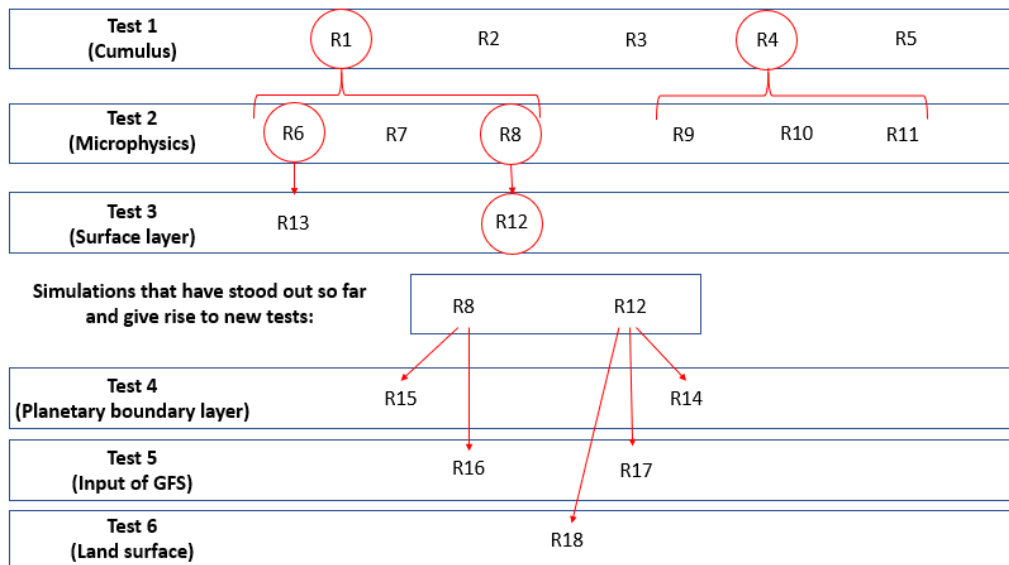 Test 1
(Cumulus)
R1 R2 R3 R4 R5
Test 2
(Microphysics)
R6 R7 R8 R9 R10 R11
Test 3
(Surface layer)
R13 R12
Simulations that have stood out so far
and give rise to new tests:
R8 R12
Test 4
(Planetary boundary layer)
R15 R14
Test 5
(Input of GFS)
R16 R17
Test 6
(Land surface)
R18